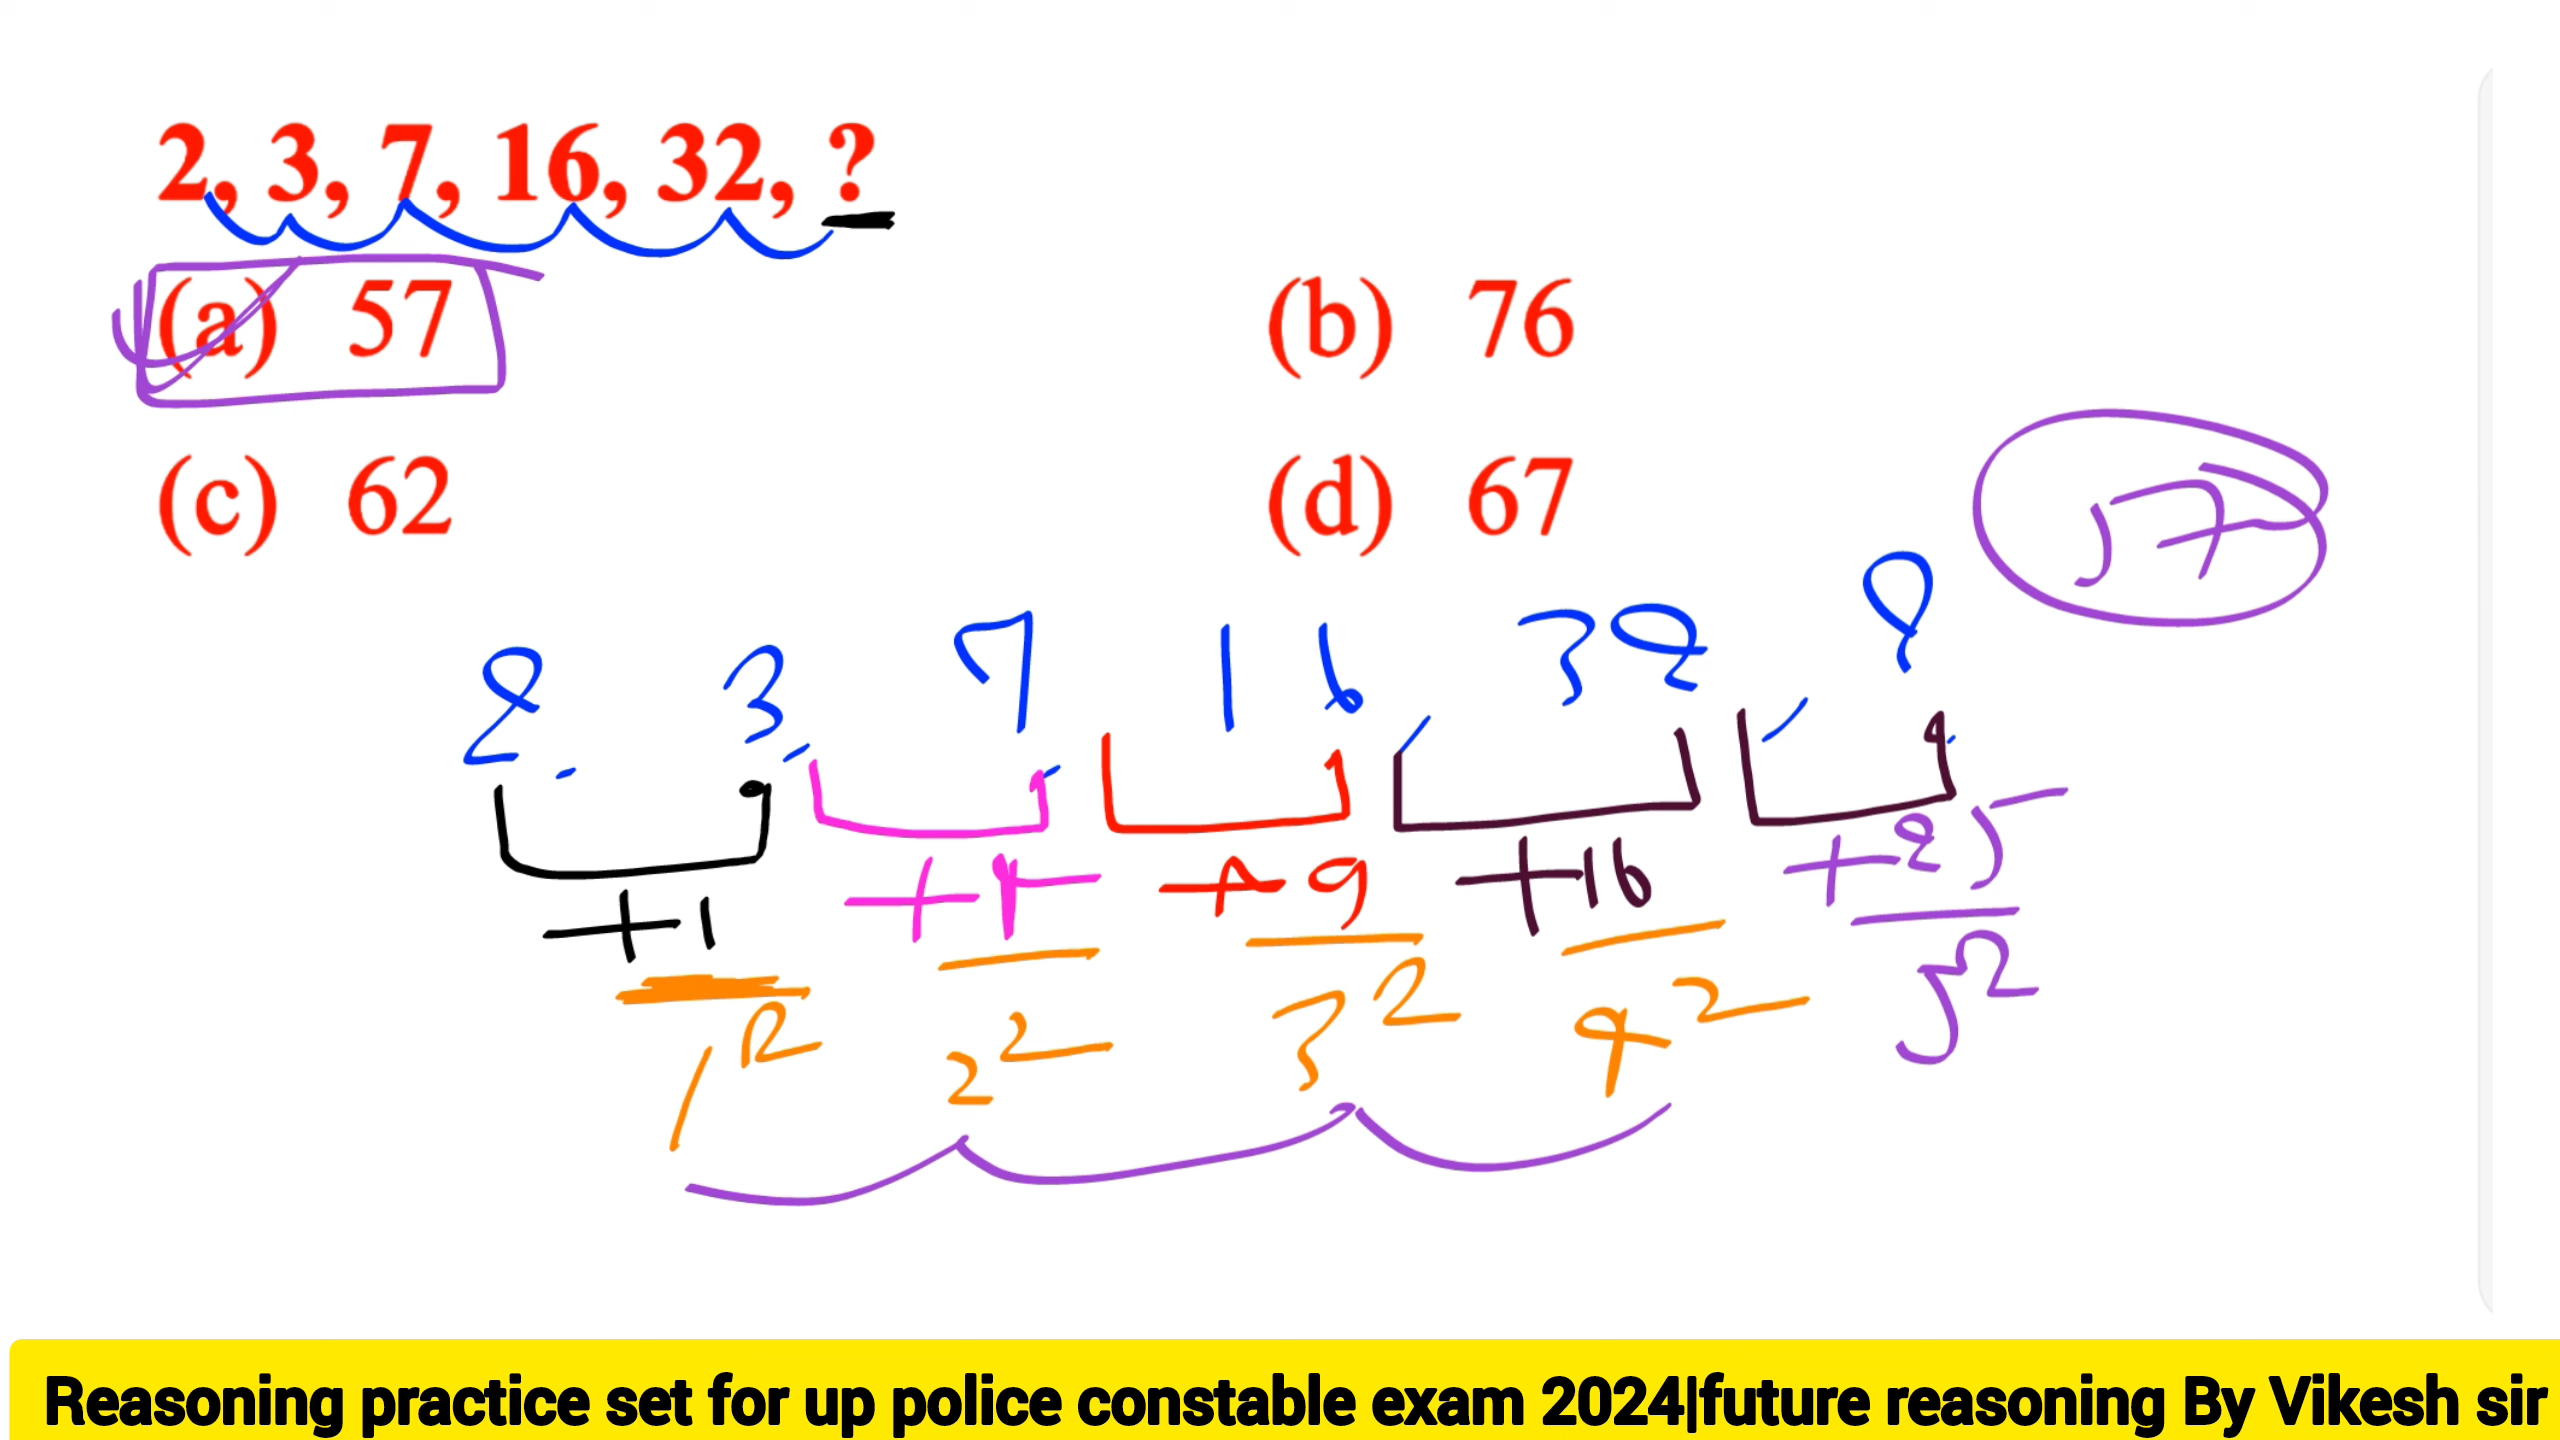 2, 3, 7, 16, 32, ?
(a) 57 (b) 76
(c) 62 (d) 67
57
2, 3, 7, 16, 32, ?
+1 +4 +9 +16 +25
1² 2² 3² 4² 5²
Reasoning practice set for up police constable exam 2024|future reasoning By Vikesh sir